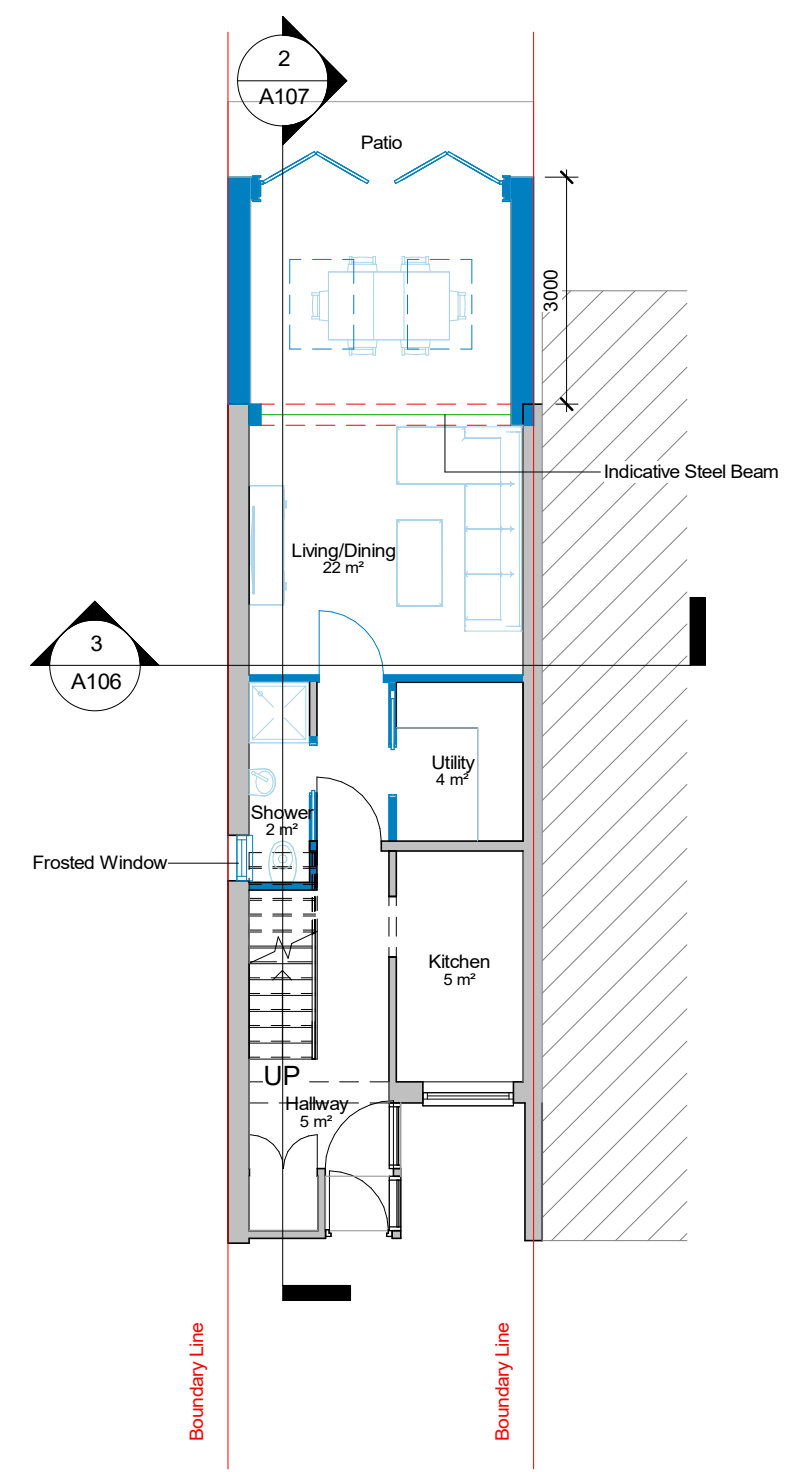 2
A107
Patio
3000
Indicative Steel Beam
Living/Dining
22 m²
3
A106
Utility
4 m²
Shower
2 m²
Frosted Window
Kitchen
5 m²
UP
Hallway
5 m²
Boundary Line
Boundary Line